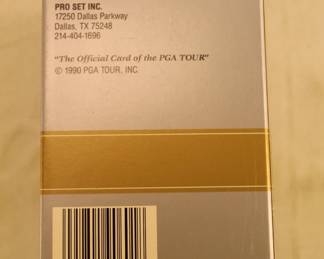 PRO SET INC.
17250 Dallas Parkway
Dallas, TX 75248
214-404-1696
"The Official Card of the PGA TOUR"
© 1990 PGA TOUR, INC.